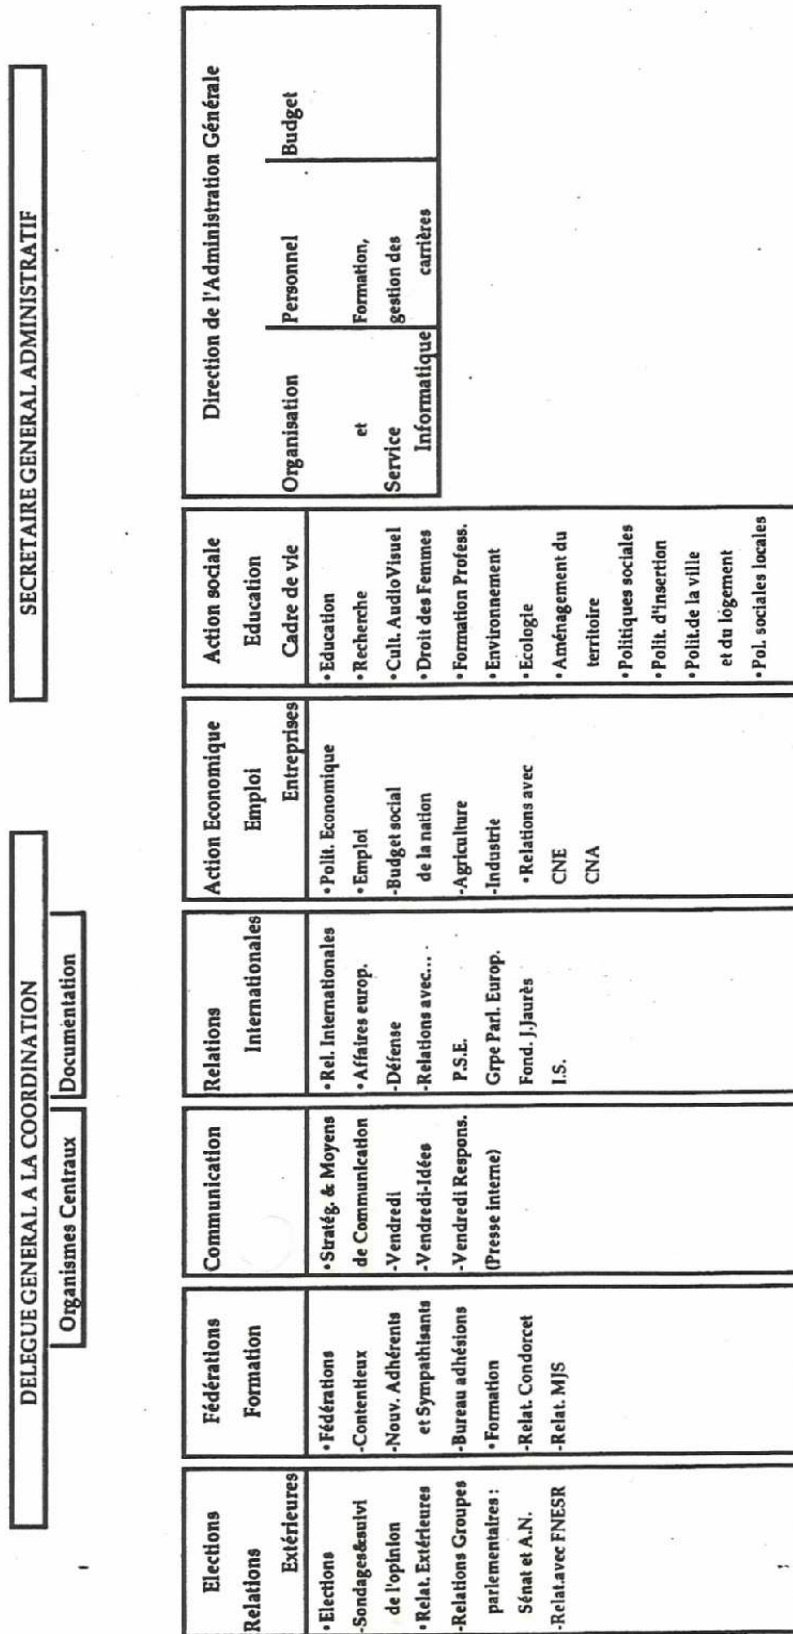 DELEGUE GENERAL A LA COORDINATION
Organismes Centraux
Documentation
SECRETAIRE GENERAL ADMINISTRATIF
Elections
Relations
Extérieures
• Elections
-Sondages&suivi
de l'opinion
• Relat. Extérieures
-Relations Groupes
parlementaires :
Sénat et A.N.
-Relat.avec FNESR
Fédérations
Formation
• Fédérations
-Contentieux
-Nouv. Adhérents
et Sympathisants
-Bureau adhésions
• Formation
-Relat. Condorcet
-Relat. MJS
Communication
• Stratég. & Moyens
de Communication
-Vendredi
-Vendredi-Idées
-Vendredi Respons.
(Presse interne)
Relations
Internationales
• Rel. Internationales
• Affaires europ.
-Défense
-Relations avec...
P.S.E.
Grpe Parl. Europ.
Fond. J.Jaurès
I.S.
Action Economique
Emploi
Entreprises
• Polit. Economique
• Emploi
-Budget social
de la nation
-Agriculture
-Industrie
• Relations avec
CNE
CNA
Action sociale
Education
Cadre de vie
• Education
• Recherche
• Cult. AudioVisuel
• Droit des Femmes
• Formation Profess.
• Environnement
• Ecologie
• Aménagement du
territoire
• Politiques sociales
• Polit. d'insertion
• Polit.de la ville
et du logement
• Pol. sociales locales
Direction de l'Administration Générale
Organisation
et
Service
Informatique
Personnel
Formation,
gestion des
carrières
Budget